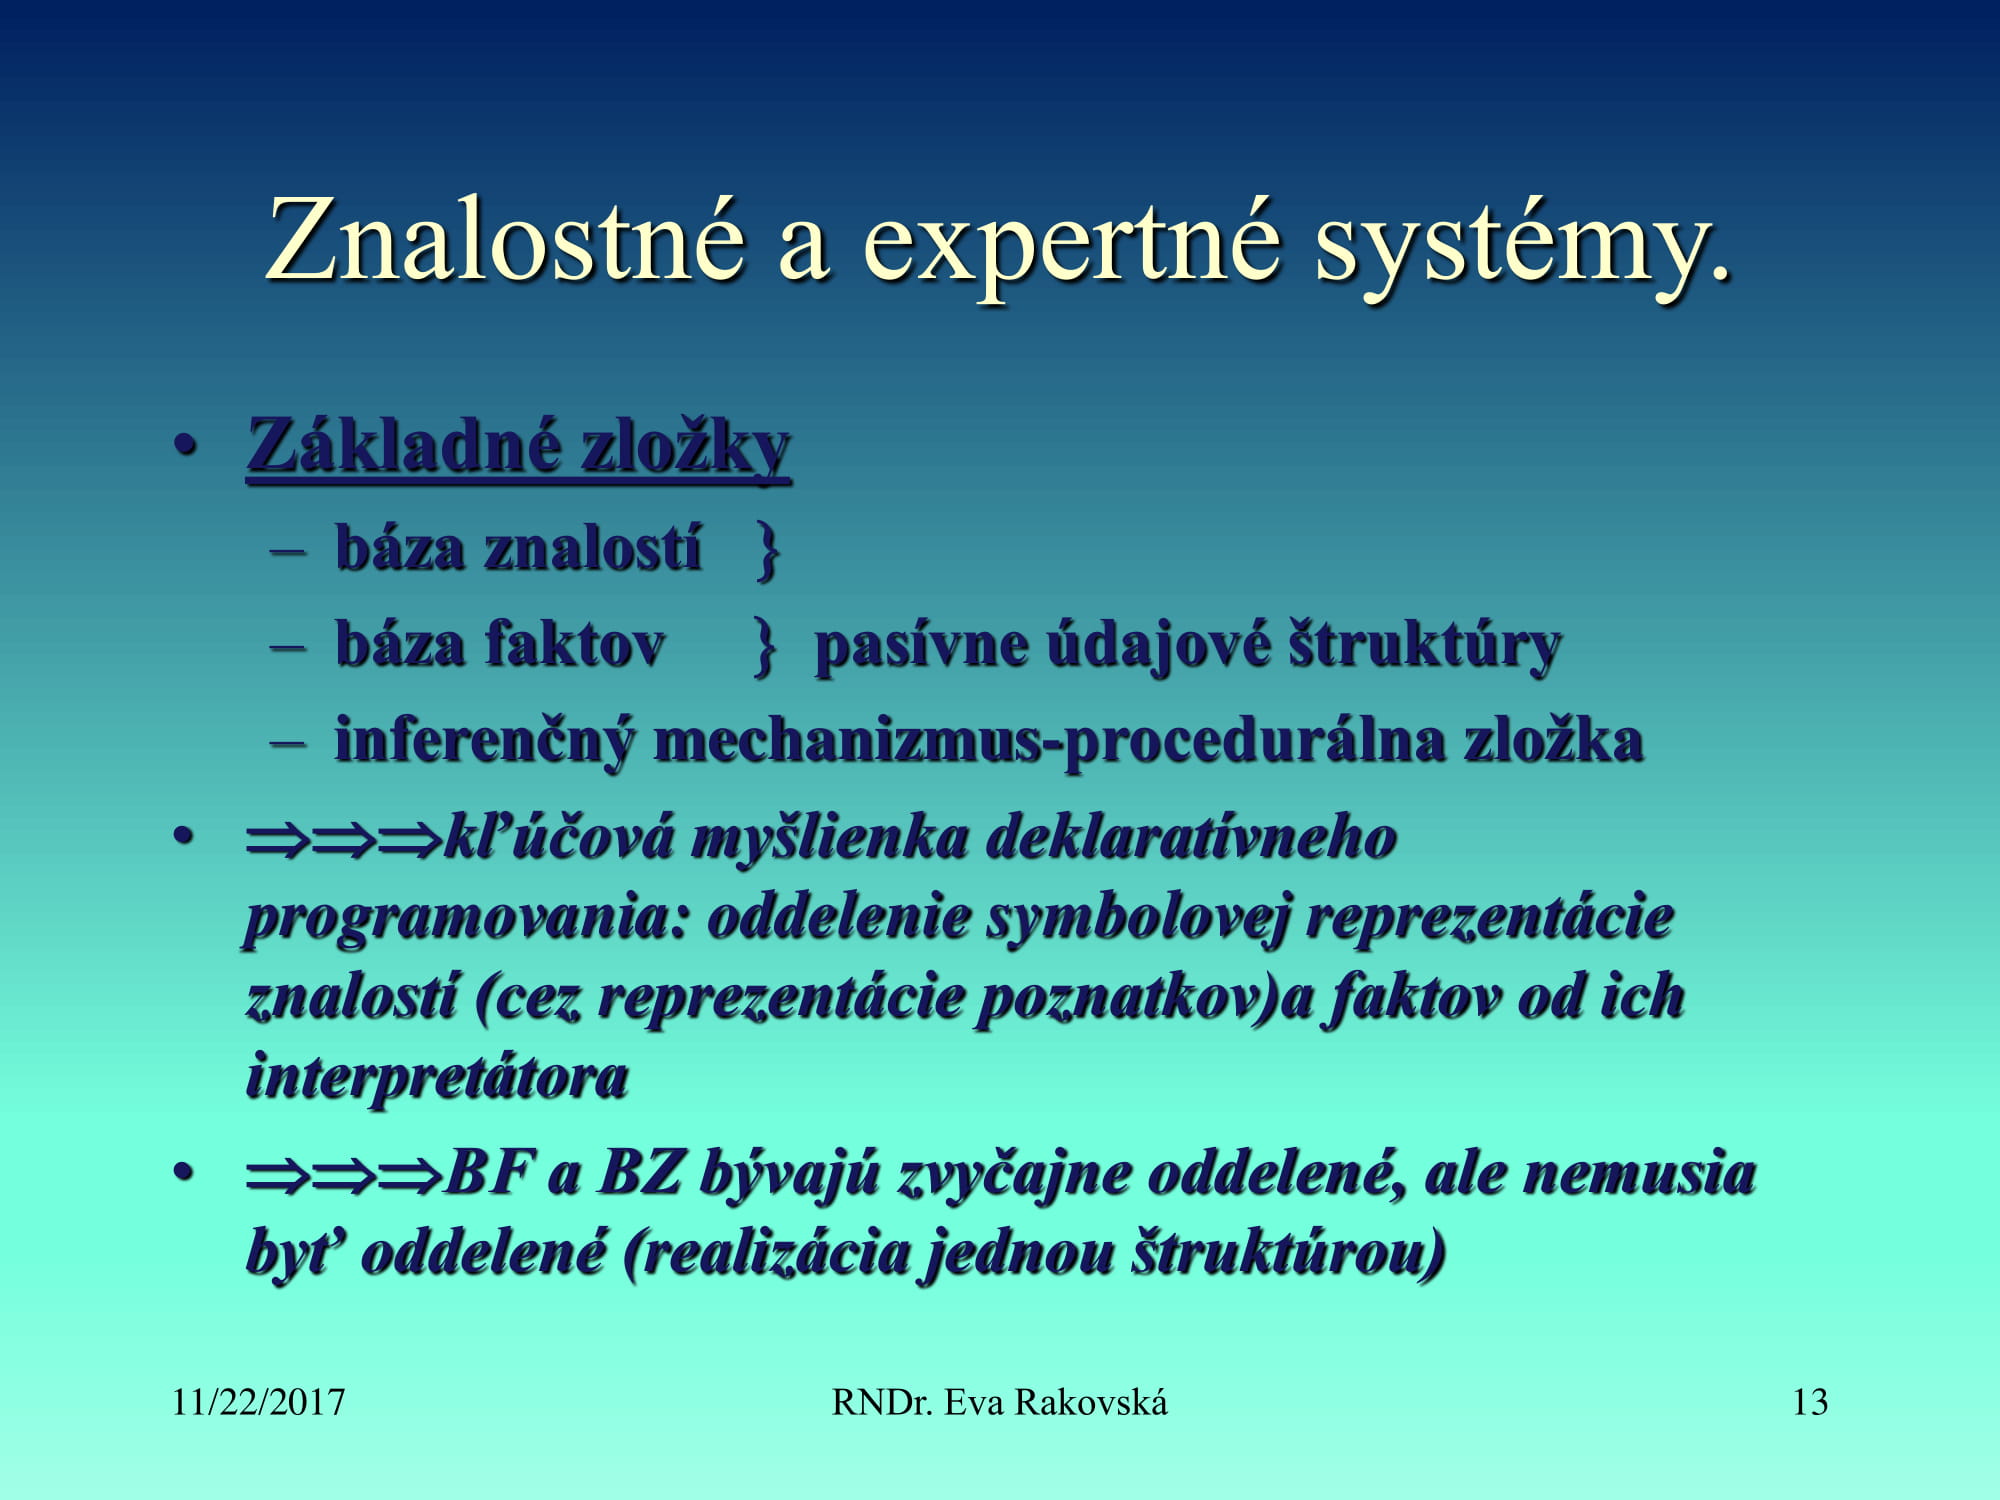 Znalostné a expertné systémy.
• Základné zložky
– báza znalostí }
– báza faktov } pasívne údajové štruktúry
– inferenčný mechanizmus-procedurálna zložka
• ⇒⇒⇒kľúčová myšlienka deklaratívneho
programovania: oddelenie symbolovej reprezentácie
znalostí (cez reprezentácie poznatkov)a faktov od ich
interpretátora
• ⇒⇒⇒BF a BZ bývajú zvyčajne oddelené, ale nemusia
byť oddelené (realizácia jednou štruktúrou)
11/22/2017 RNDr. Eva Rakovská 13